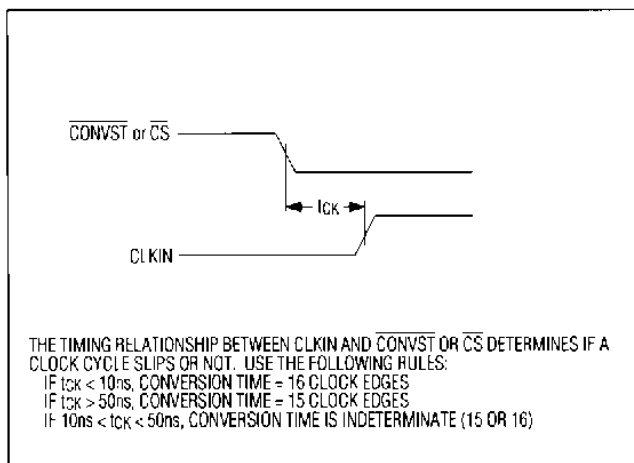 CONVST or CS
tCK
CLKIN
THE TIMING RELATIONSHIP BETWEEN CLKIN AND CONVST OR CS DETERMINES IF A
CLOCK CYCLE SLIPS OR NOT. USE THE FOLLOWING RULES:
IF tCK < 10ns, CONVERSION TIME = 16 CLOCK EDGES
IF tCK > 50ns, CONVERSION TIME = 15 CLOCK EDGES
IF 10ns < tCK < 50ns, CONVERSION TIME IS INDETERMINATE (15 OR 16)